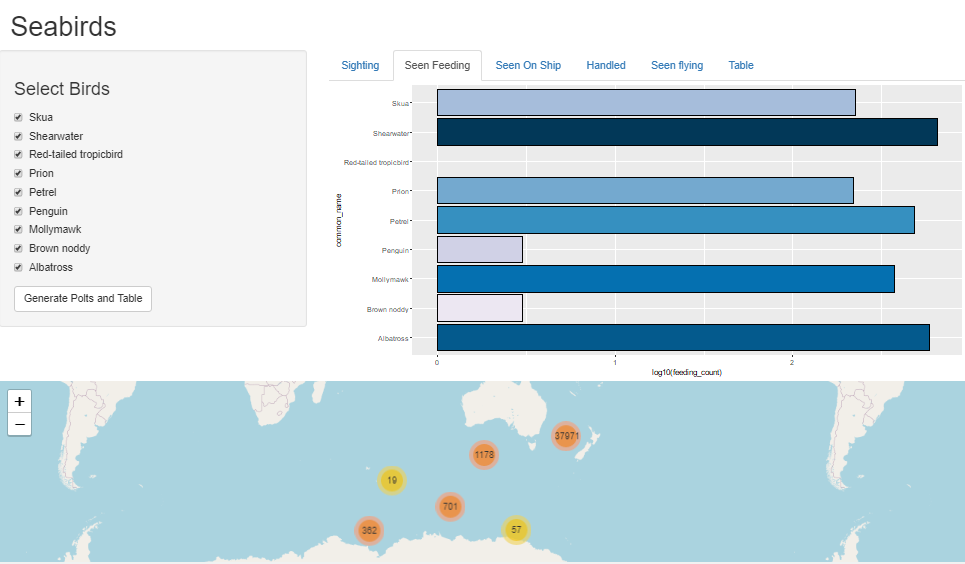 Seabirds
Select Birds
Skua
Shearwater
Red-tailed tropicbird
Prion
Petrel
Penguin
Mollymawk
Brown noddy
Albatross
Generate Polts and Table
Sighting Seen Feeding Seen On Ship Handled Seen flying Table
common_name
Skua
Shearwater
Red-tailed tropicbird
Prion
Petrel
Penguin
Mollymawk
Brown noddy
Albatross
0 1 2
log10(feeding_count)
+
−
37971
1178
19
701
362
57